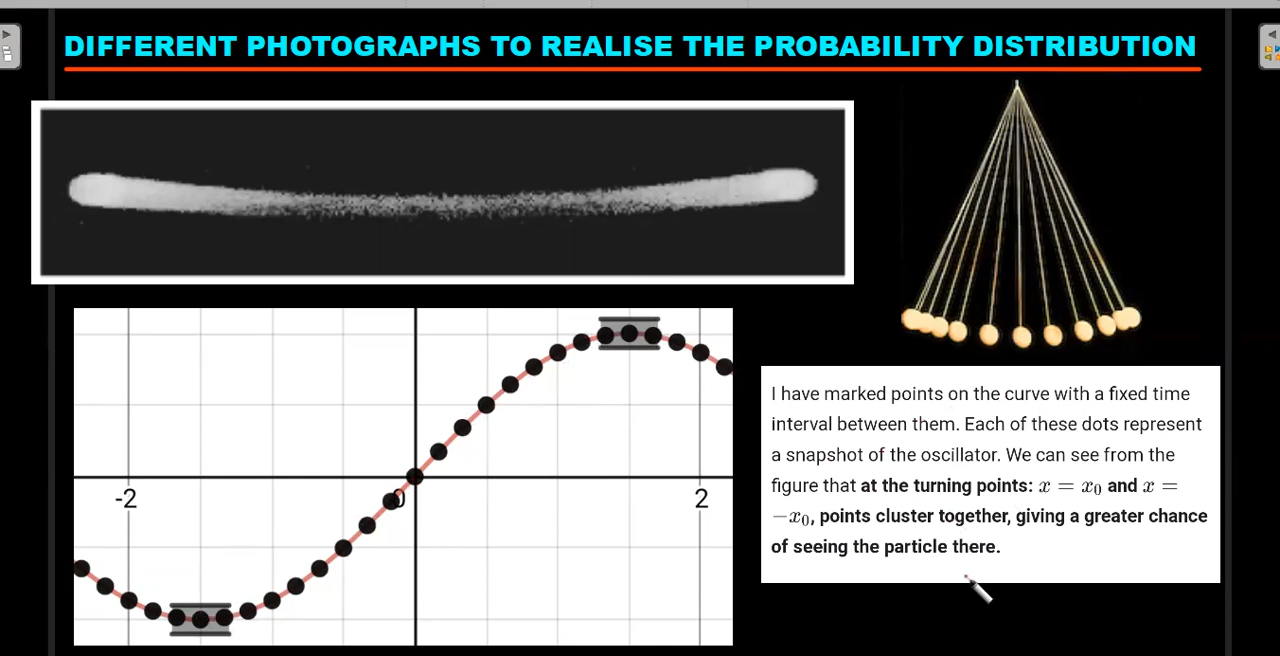 DIFFERENT PHOTOGRAPHS TO REALISE THE PROBABILITY DISTRIBUTION
-2
0
2
I have marked points on the curve with a fixed time
interval between them. Each of these dots represent
a snapshot of the oscillator. We can see from the
figure that at the turning points: x = x₀ and x =
−x₀, points cluster together, giving a greater chance
of seeing the particle there.